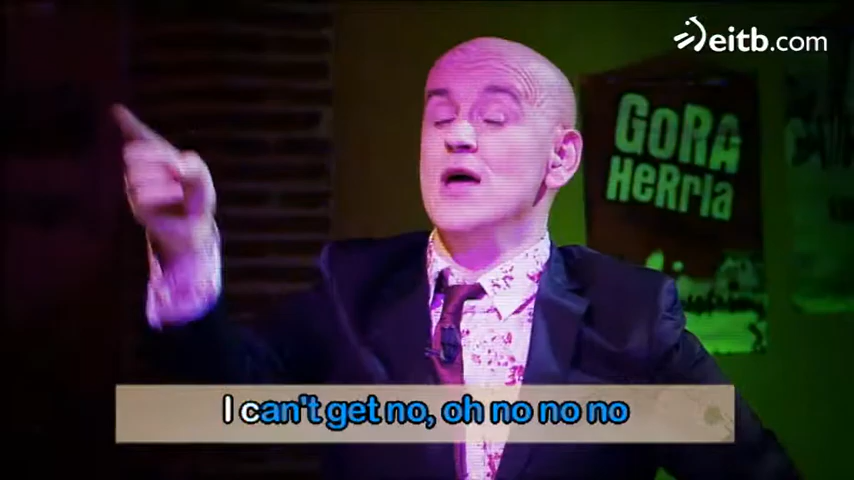 eitb.com
GORA
HERRIA
I can't get no, oh no no no